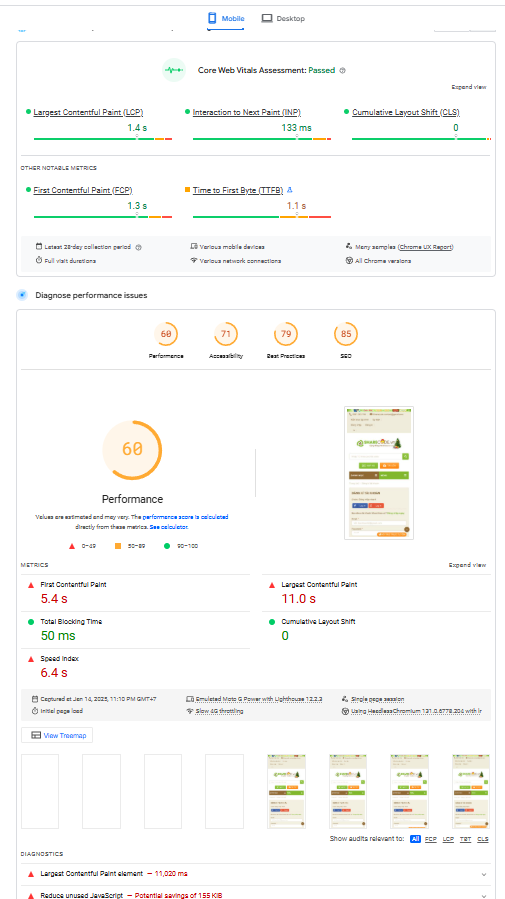 Mobile
Desktop
Core Web Vitals Assessment: Passed
Expand view
Largest Contentful Paint (LCP)
1.4 s
Interaction to Next Paint (INP)
133 ms
Cumulative Layout Shift (CLS)
0
OTHER NOTABLE METRICS
First Contentful Paint (FCP)
1.3 s
Time to First Byte (TTFB)
1.1 s
Latest 28-day collection period
Various mobile devices
Many samples (Chrome UX Report)
Full visit durations
Various network connections
All Chrome versions
Diagnose performance issues
60
71
79
85
Performance
Accessibility
Best Practices
SEO
60
Performance
Values are estimated and may vary. The performance score is calculated
directly from these metrics. See calculator.
0–49
50–89
90–100
METRICS
Expand view
First Contentful Paint
5.4 s
Largest Contentful Paint
11.0 s
Total Blocking Time
50 ms
Cumulative Layout Shift
0
Speed Index
6.4 s
Captured at Jan 14, 2025, 11:10 PM GMT+7
Emulated Moto G Power with Lighthouse 12.2.3
Single page session
Initial page load
Slow 4G throttling
Using HeadlessChromium 131.0.6778.204 with lr
View Treemap
Show audits relevant to: All FCP LCP TBT CLS
DIAGNOSTICS
Largest Contentful Paint element — 11,020 ms
Reduce unused JavaScript — Potential savings of 155 KiB